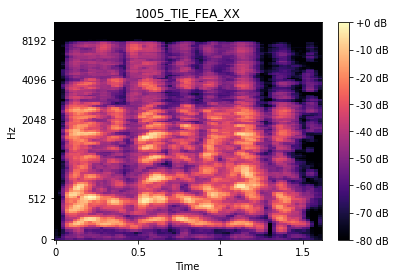 1005_TIE_FEA_XX
Hz
8192
4096
2048
1024
512
0
0
0.5
1
1.5
Time
+0 dB
-10 dB
-20 dB
-30 dB
-40 dB
-50 dB
-60 dB
-70 dB
-80 dB